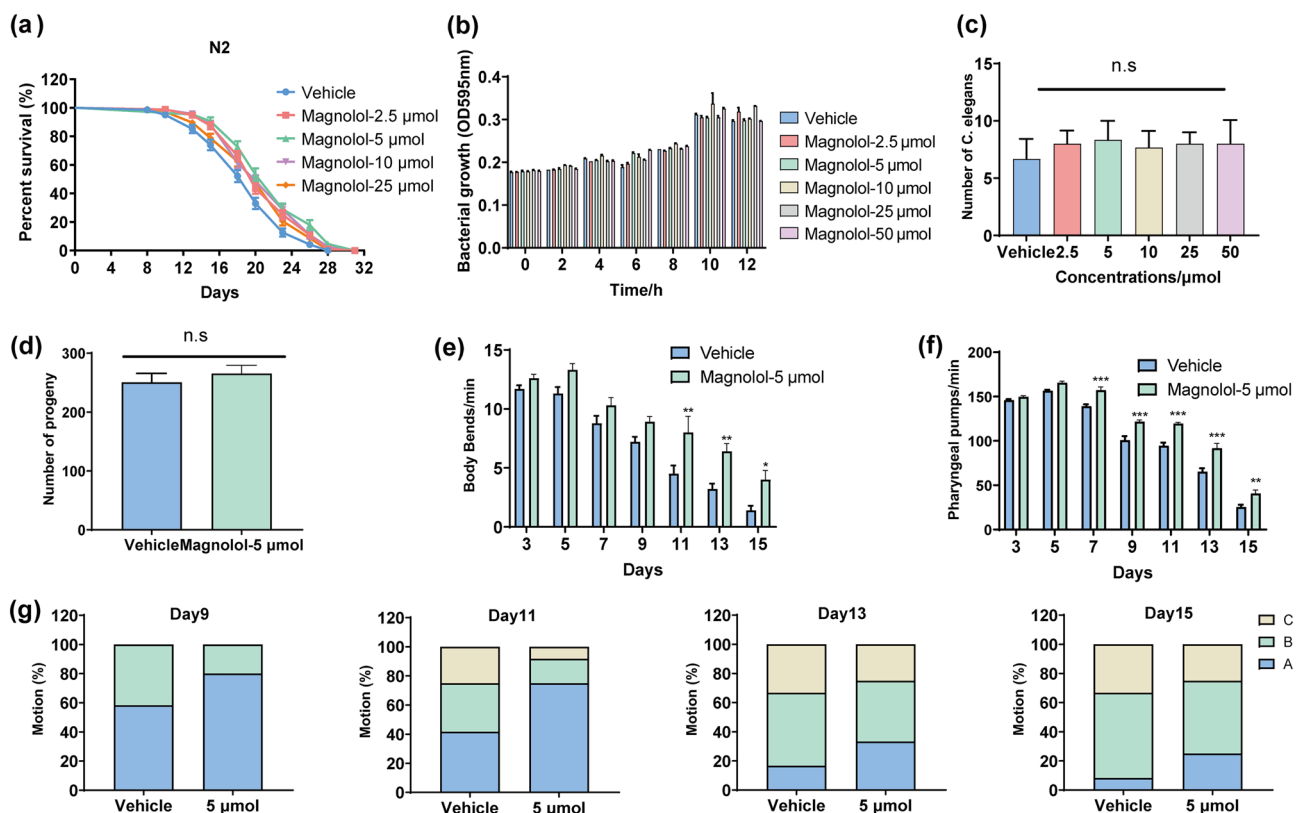 (a)
N2
Percent survival (%)
120
100
80
60
40
20
0
0 4 8 12 16 20 24 28 32
Days
Vehicle
Magnolol-2.5 μmol
Magnolol-5 μmol
Magnolol-10 μmol
Magnolol-25 μmol
(b)
Bacterial growth (OD595nm)
0.4
0.3
0.2
0.1
0.0
0 2 4 6 8 10 12
Time/h
Vehicle
Magnolol-2.5 μmol
Magnolol-5 μmol
Magnolol-10 μmol
Magnolol-25 μmol
Magnolol-50 μmol
(c)
n.s
Number of C. elegans
15
10
5
0
Vehicle 2.5 5 10 25 50
Concentrations/μmol
(d)
n.s
Number of progeny
300
200
100
0
Vehicle Magnolol-5 μmol
(e)
Body Bends/min
15
10
5
0
3 5 7 9 11 13 15
Days
Vehicle
Magnolol-5 μmol
** ** *
(f)
Pharyngeal pumps/min
200
150
100
50
0
3 5 7 9 11 13 15
Days
Vehicle
Magnolol-5 μmol
*** *** *** *** **
(g)
Day9
Motion (%)
120
100
80
60
40
20
0
Vehicle 5 μmol
Day11
Motion (%)
120
100
80
60
40
20
0
Vehicle 5 μmol
Day13
Motion (%)
120
100
80
60
40
20
0
Vehicle 5 μmol
Day15
Motion (%)
120
100
80
60
40
20
0
Vehicle 5 μmol
C
B
A